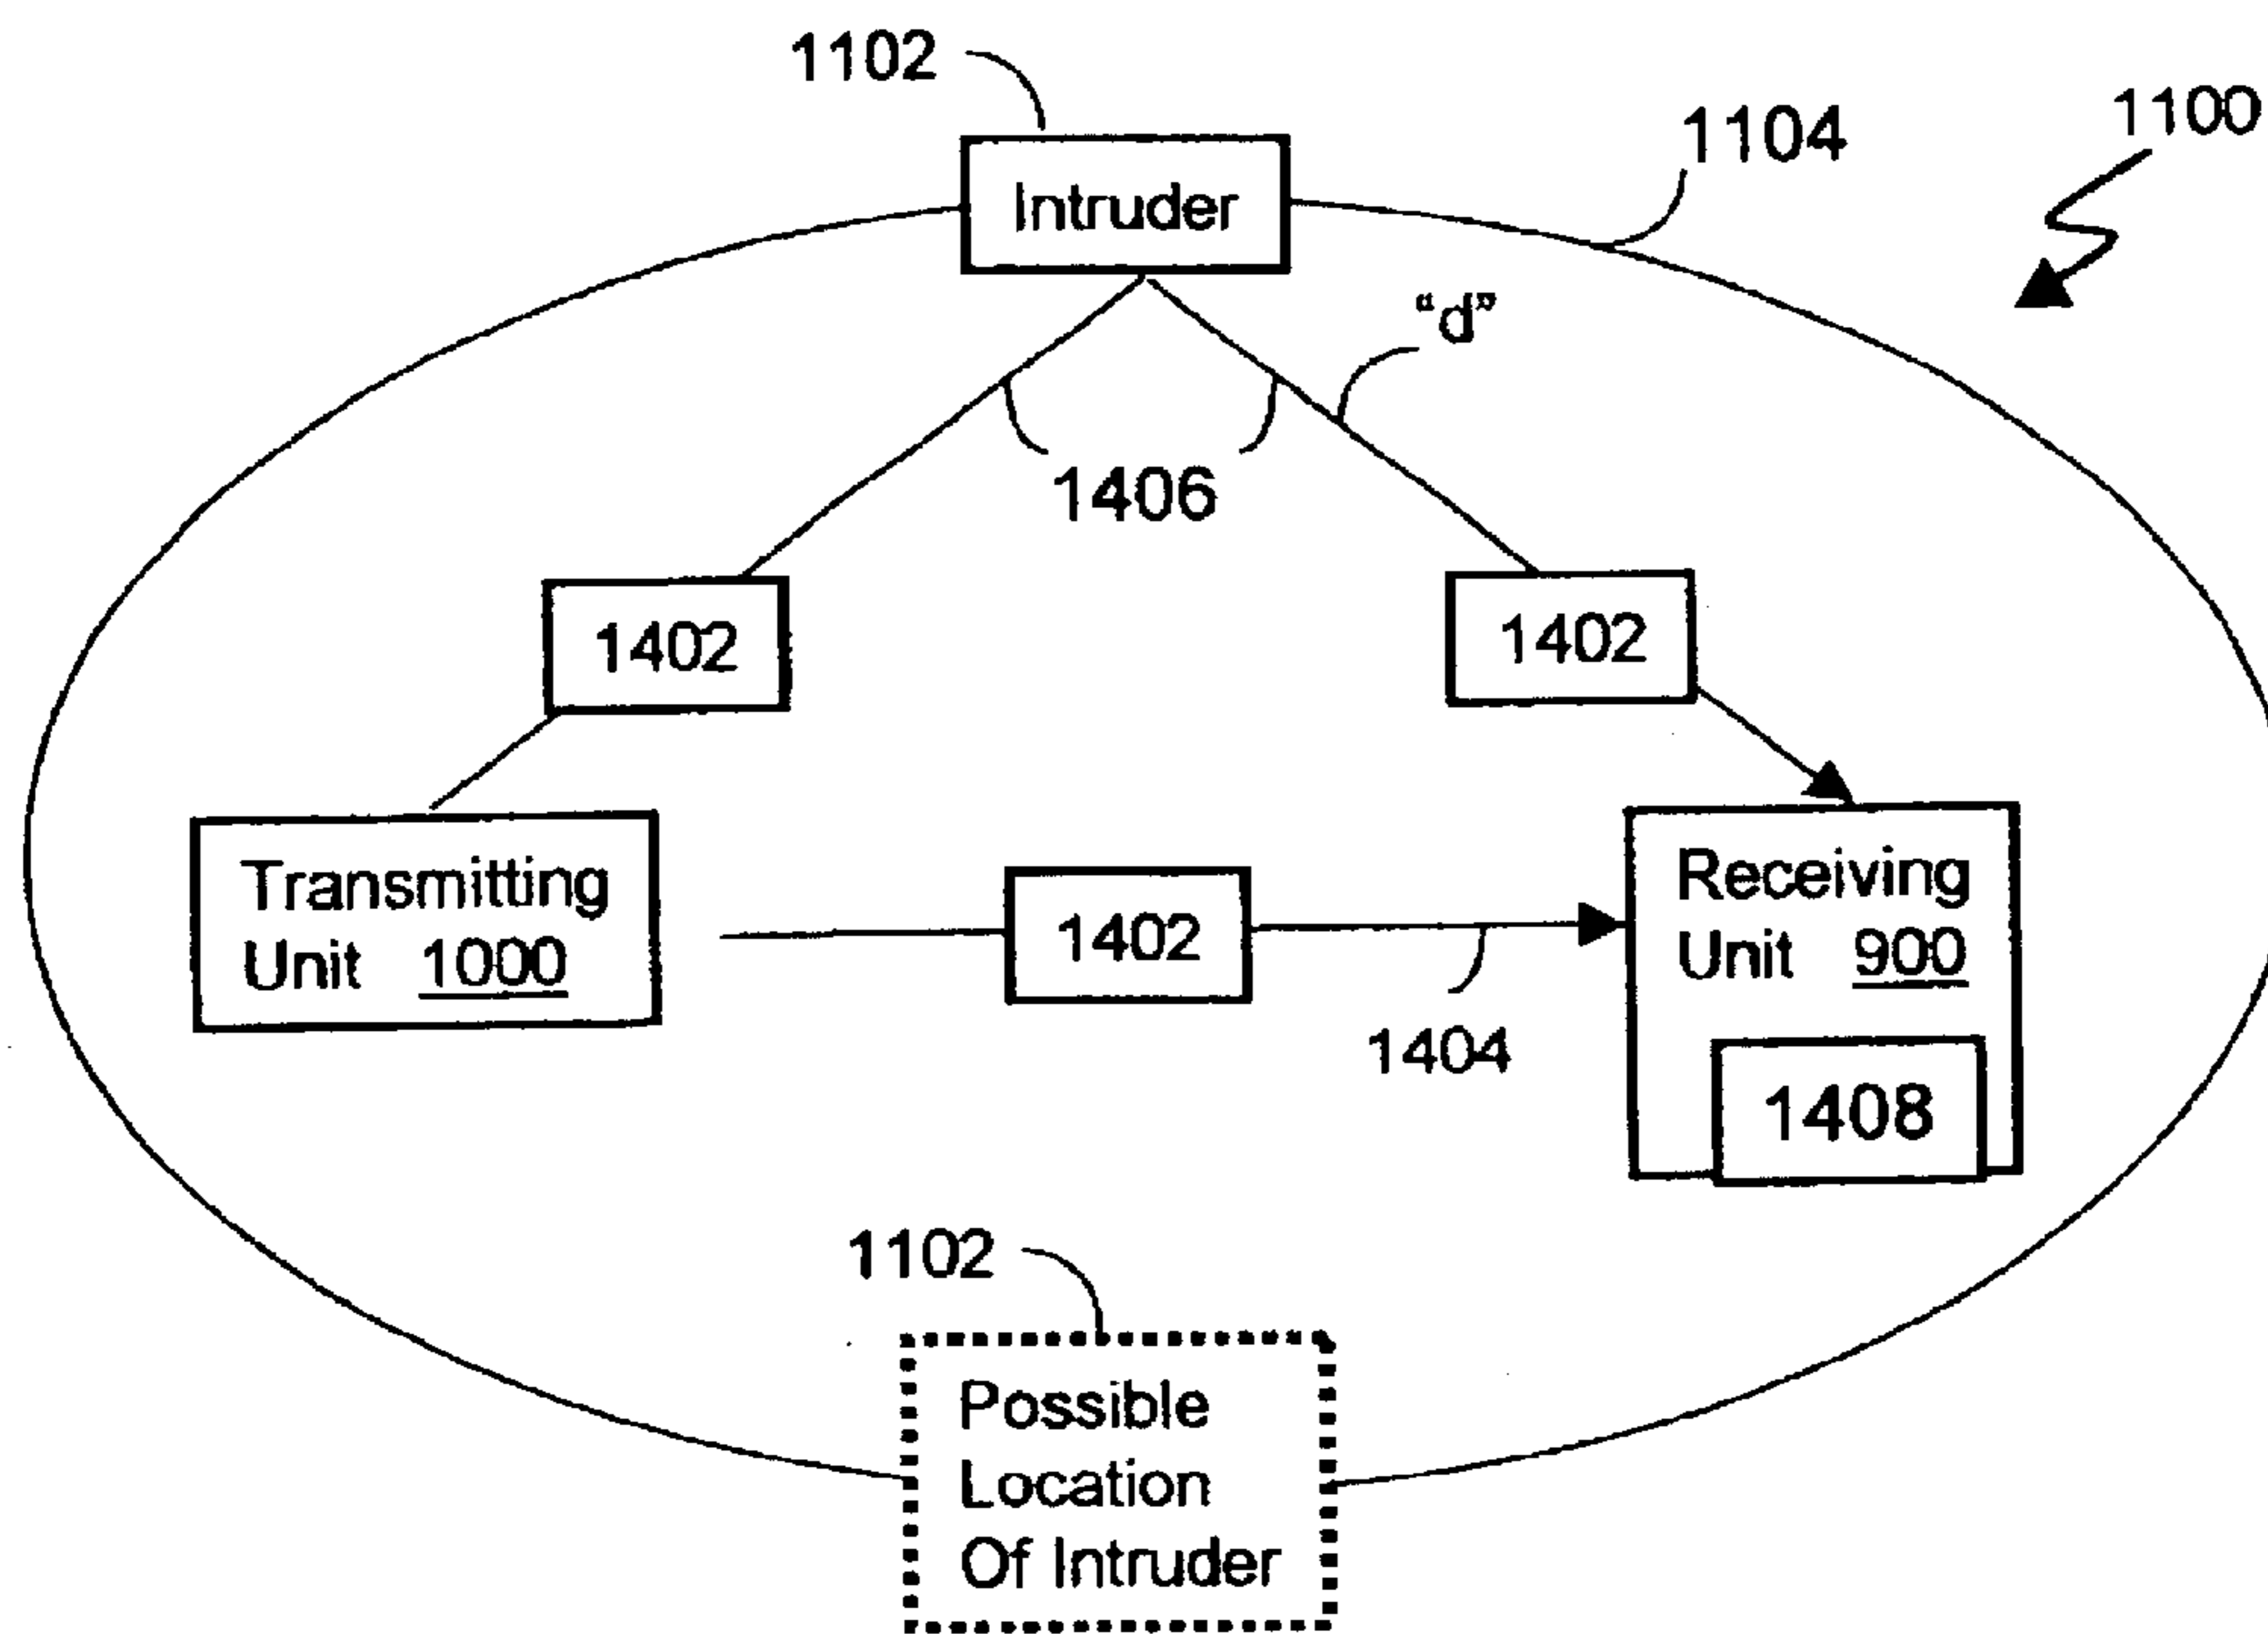 1102
1104
1100
Intruder
“d”
1406
1402
1402
Transmitting
Unit 1000
1402
Receiving
Unit 900
1404
1408
1102
Possible
Location
Of Intruder